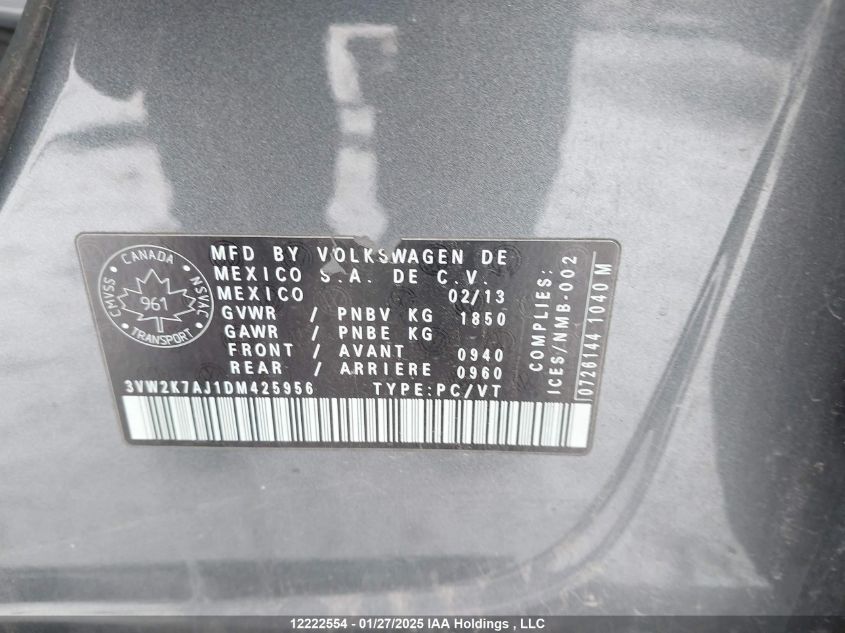 CANADA
CMVSS
961
NSVAC
TRANSPORT
MFD BY VOLKSWAGEN DE
MEXICO S.A. DE C.V.
MEXICO 02/13
GVWR / PNBV KG 1850
GAWR / PNBE KG
FRONT / AVANT 0940
REAR / ARRIERE 0960
3VW2K7AJ1DM425956 TYPE:PC/VT
COMPLIES:
ICES/NMB-002
0726144 1040 M
12222554 - 01/27/2025 IAA Holdings , LLC